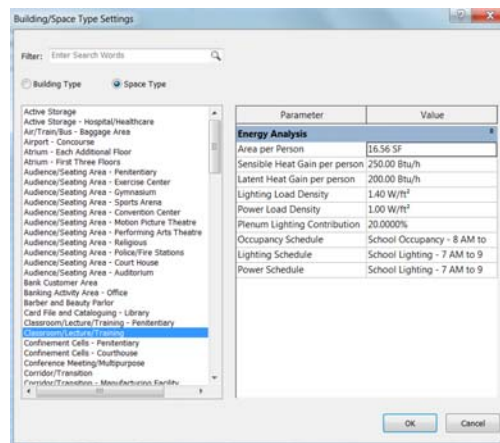 Building/Space Type Settings
Filter: Enter Search Words
Building Type Space Type
Active Storage
Active Storage - Hospital/Healthcare
Air/Train/Bus - Baggage Area
Airport - Concourse
Atrium - Each Additional Floor
Atrium - First Three Floors
Audience/Seating Area - Penitentiary
Audience/Seating Area - Exercise Center
Audience/Seating Area - Gymnasium
Audience/Seating Area - Sports Arena
Audience/Seating Area - Convention Center
Audience/Seating Area - Motion Picture Theatre
Audience/Seating Area - Performing Arts Theatre
Audience/Seating Area - Religious
Audience/Seating Area - Police/Fire Stations
Audience/Seating Area - Court House
Audience/Seating Area - Auditorium
Bank Customer Area
Banking Activity Area - Office
Barber and Beauty Parlor
Card File and Cataloguing - Library
Classroom/Lecture/Training - Penitentiary
Classroom/Lecture/Training
Confinement Cells - Penitentiary
Confinement Cells - Courthouse
Conference Meeting/Multipurpose
Corridor/Transition
Corridor/Transition - Manufacturing Facility
Parameter Value
Energy Analysis
Area per Person 16.56 SF
Sensible Heat Gain per person 250.00 Btu/h
Latent Heat Gain per person 200.00 Btu/h
Lighting Load Density 1.40 W/ft²
Power Load Density 1.00 W/ft²
Plenum Lighting Contribution 20.0000%
Occupancy Schedule School Occupancy - 8 AM to
Lighting Schedule School Lighting - 7 AM to 9
Power Schedule School Lighting - 7 AM to 9
OK Cancel